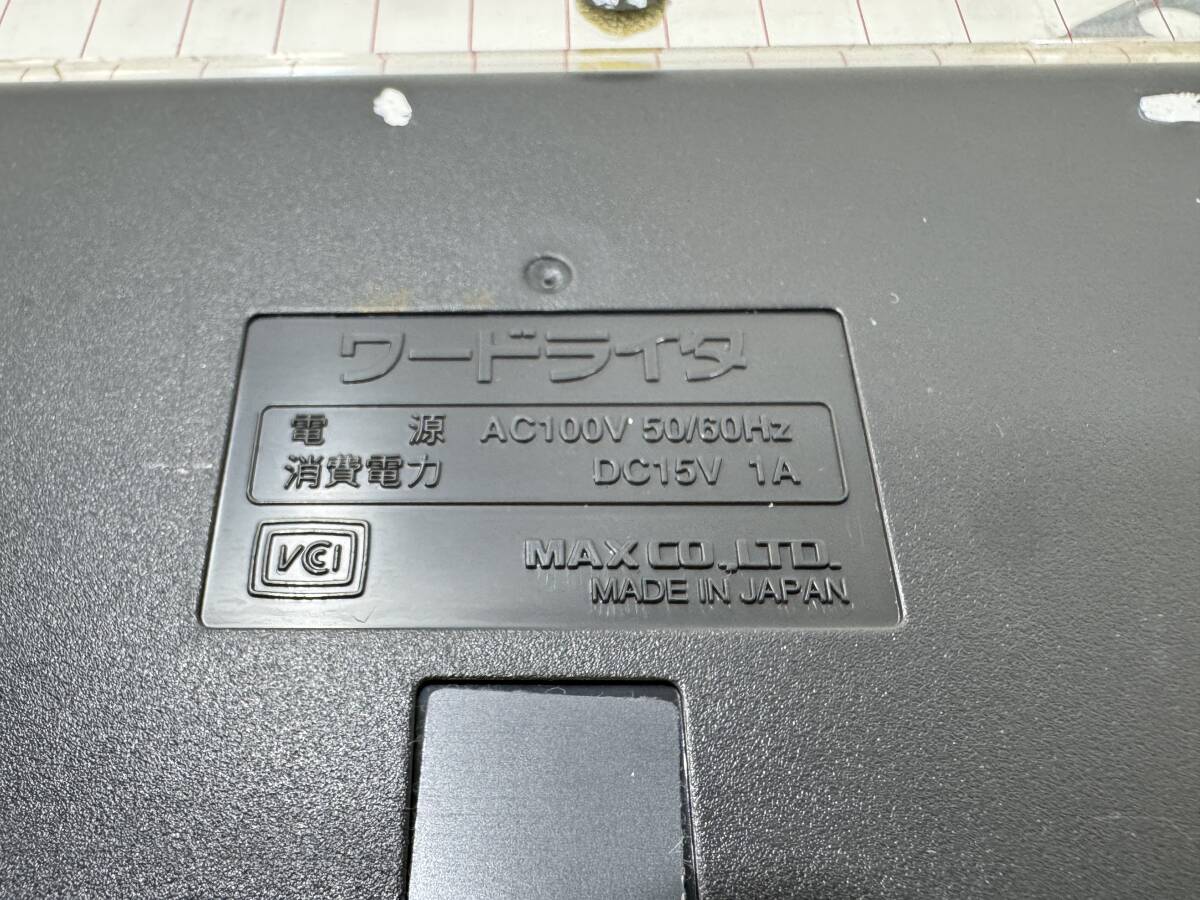 ワードライタ
電源 AC100V 50/60Hz
消費電力 DC15V 1A
VCCI
MAX CO.,LTD.
MADE IN JAPAN